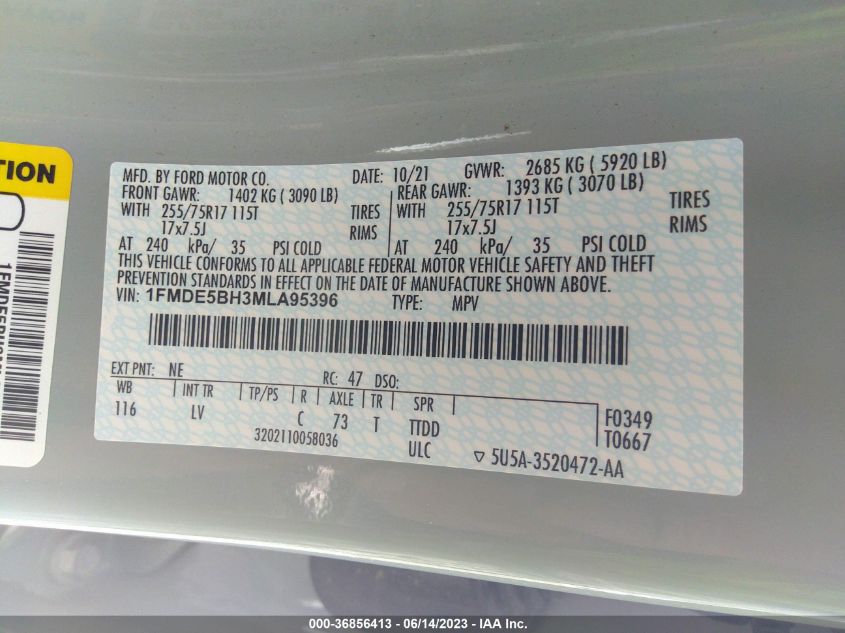 TION
1FMDE5BH3M
MFD. BY FORD MOTOR CO. DATE: 10/21 GVWR: 2685 KG ( 5920 LB)
FRONT GAWR: 1402 KG ( 3090 LB) REAR GAWR: 1393 KG ( 3070 LB)
WITH 255/75R17 115T TIRES WITH 255/75R17 115T TIRES
17x7.5J RIMS 17x7.5J RIMS
AT 240 kPa/ 35 PSI COLD AT 240 kPa/ 35 PSI COLD
THIS VEHICLE CONFORMS TO ALL APPLICABLE FEDERAL MOTOR VEHICLE SAFETY AND THEFT
PREVENTION STANDARDS IN EFFECT ON THE DATE OF MANUFACTURE SHOWN ABOVE.
VIN: 1FMDE5BH3MLA95396 TYPE: MPV
EXT PNT: NE RC: 47 DSO:
WB INT TR TP/PS R AXLE TR SPR
116 LV C 73 T TTDD F0349
3202110058036 ULC T0667
▽ 5U5A-3520472-AA
000-36856413 - 06/14/2023 - IAA Inc.